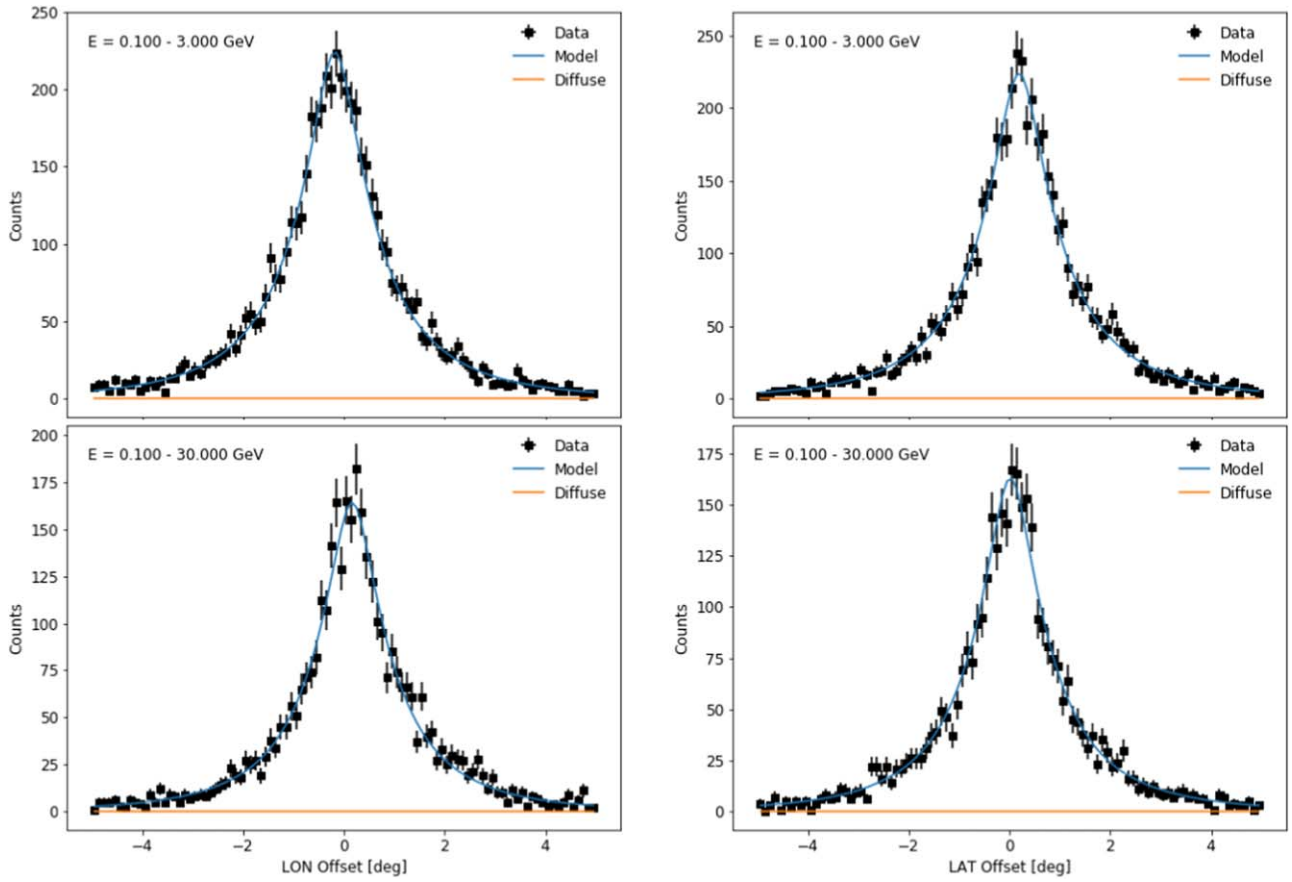 250
200
150
100
50
0
Counts
E = 0.100 - 3.000 GeV
Data
Model
Diffuse
250
200
150
100
50
0
Counts
E = 0.100 - 3.000 GeV
Data
Model
Diffuse
200
175
150
125
100
75
50
25
0
Counts
E = 0.100 - 30.000 GeV
Data
Model
Diffuse
−4 −2 0 2 4
LON Offset [deg]
175
150
125
100
75
50
25
0
Counts
E = 0.100 - 30.000 GeV
Data
Model
Diffuse
−4 −2 0 2 4
LAT Offset [deg]